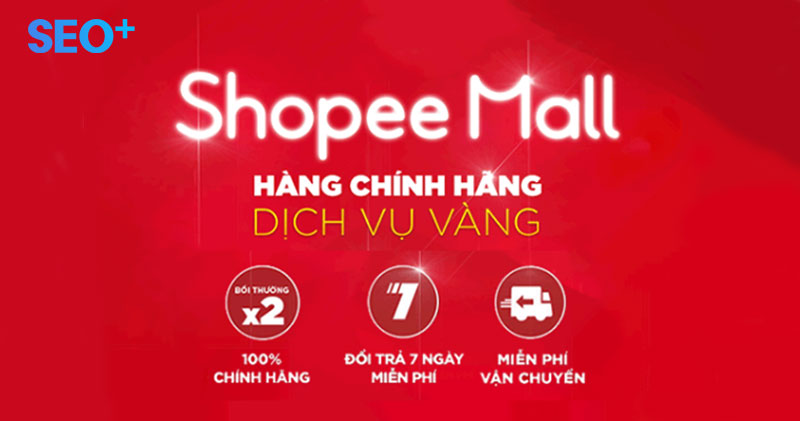 SEO+
Shopee Mall
HÀNG CHÍNH HÃNG
DỊCH VỤ VÀNG
BỒI THƯỜNG
x2
100%
CHÍNH HÃNG
7
ĐỔI TRẢ 7 NGÀY
MIỄN PHÍ
MIỄN PHÍ
VẬN CHUYỂN